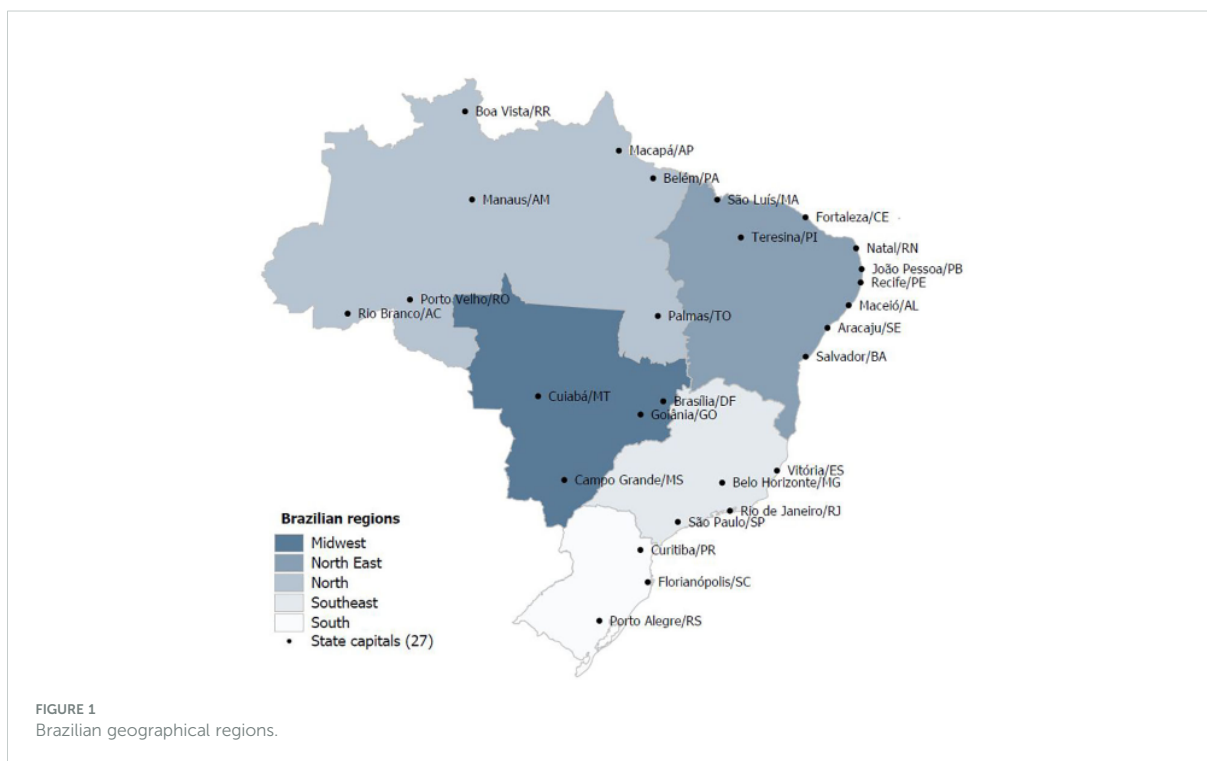 Boa Vista/RR
Macapá/AP
Belém/PA
Manaus/AM
São Luís/MA
Fortaleza/CE
Teresina/PI
Natal/RN
João Pessoa/PB
Recife/PE
Porto Velho/RO
Maceió/AL
Rio Branco/AC
Palmas/TO
Aracaju/SE
Salvador/BA
Cuiabá/MT
Brasília/DF
Goiânia/GO
Vitória/ES
Campo Grande/MS
Belo Horizonte/MG
Rio de Janeiro/RJ
São Paulo/SP
Curitiba/PR
Florianópolis/SC
Porto Alegre/RS
Brazilian regions
Midwest
North East
North
Southeast
South
State capitals (27)
FIGURE 1
Brazilian geographical regions.